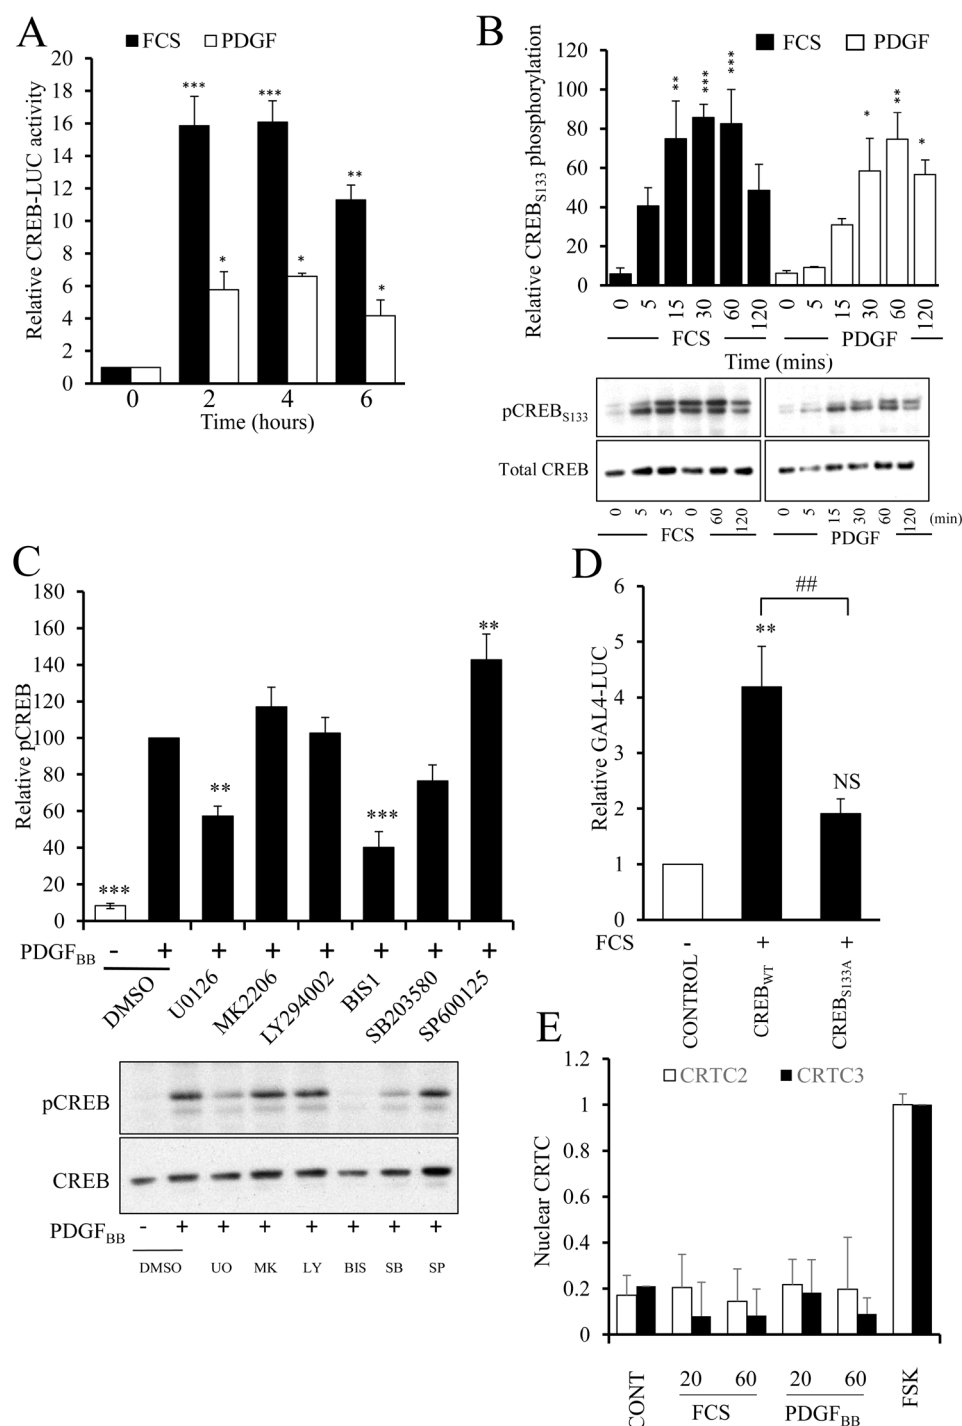 A
■ FCS □ PDGF
Relative CREB-LUC activity
20
18
16
14
12
10
8
6
4
2
0
***
***
**
*
*
*
0 2 4 6
Time (hours)
B
■ FCS □ PDGF
Relative CREBS133 phosphorylation
120
100
80
60
40
20
0
**
***
***
*
**
*
0 5 15 30 60 120 0 5 15 30 60 120
FCS PDGF
Time (mins)
pCREBS133
Total CREB
0 5 5 0 60 120 0 5 15 30 60 120 (min)
FCS PDGF
C
Relative pCREB
180
160
140
120
100
80
60
40
20
0
***
**
***
**
PDGFBB - + + + + + + +
DMSO U0126 MK2206 LY294002 BIS1 SB203580 SP600125
pCREB
CREB
PDGFBB - + + + + + + +
DMSO UO MK LY BIS SB SP
D
Relative GAL4-LUC
6
5
4
3
2
1
0
##
**
NS
FCS - + +
CONTROL CREBWT CREBS133A
E
□ CRTC2 ■ CRTC3
Nuclear CRTC
1.2
1
0.8
0.6
0.4
0.2
0
CONT 20 60 20 60 FSK
FCS PDGFBB